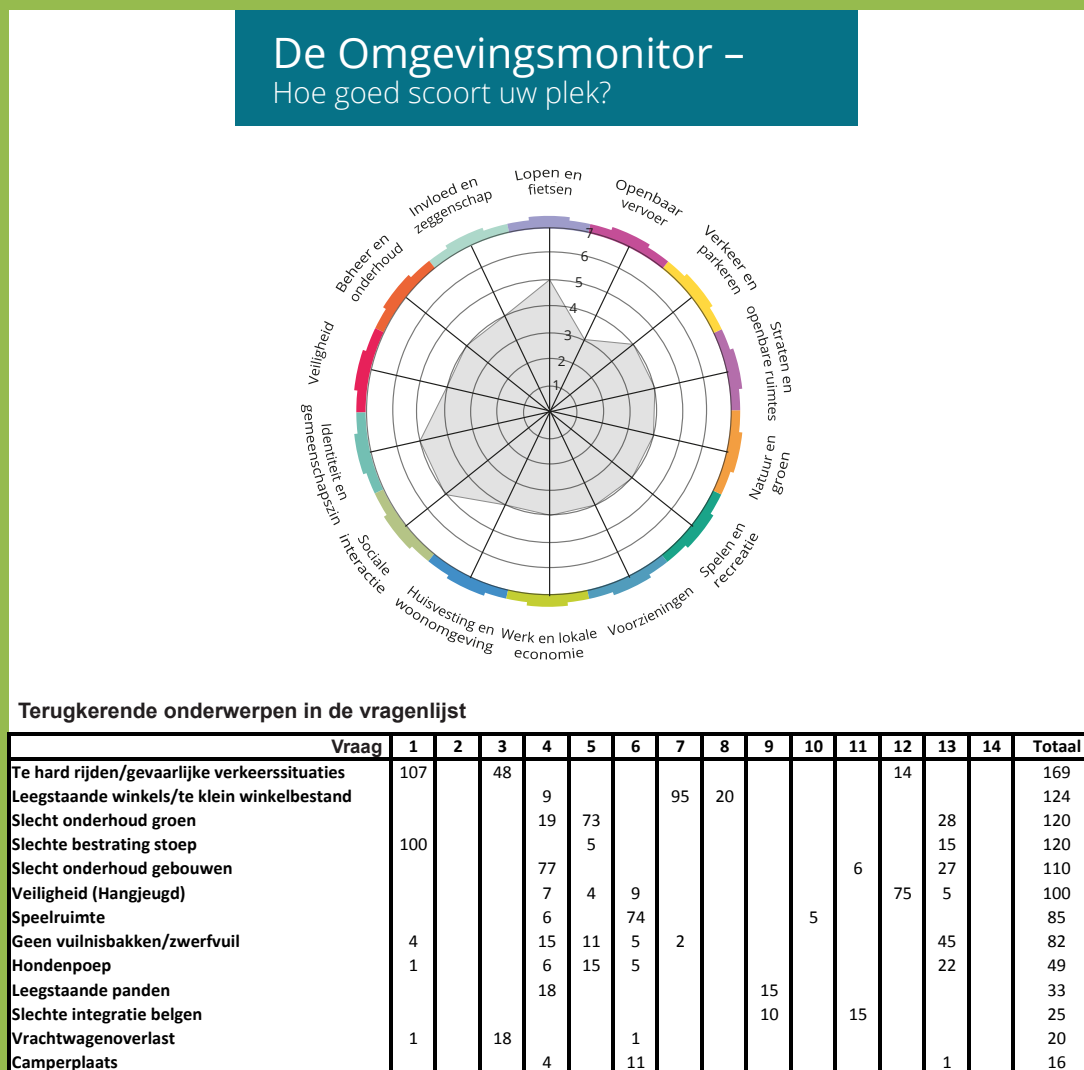 De Omgevingsmonitor –
Hoe goed scoort uw plek?
Lopen en
fietsen
Openbaar
vervoer
Verkeer en
parkeren
Straten en
openbare ruimtes
Natuur en
groen
Spelen en
recreatie
Voorzieningen
Werk en lokale
economie
Huisvesting en
woonomgeving
Sociale
interactie
Identiteit en
gemeenschapszin
Veiligheid
Beheer en
onderhoud
Invloed en
zeggenschap
7
6
5
4
3
2
1
Terugkerende onderwerpen in de vragenlijst
Vraag 1 2 3 4 5 6 7 8 9 10 11 12 13 14 Totaal
Te hard rijden/gevaarlijke verkeerssituaties 107 48 14 169
Leegstaande winkels/te klein winkelbestand 9 95 20 124
Slecht onderhoud groen 19 73 28 120
Slechte bestrating stoep 100 5 15 120
Slecht onderhoud gebouwen 77 6 27 110
Veiligheid (Hangjeugd) 7 4 9 75 5 100
Speelruimte 6 74 5 85
Geen vuilnisbakken/zwerfvuil 4 15 11 5 2 45 82
Hondenpoep 1 6 15 5 22 49
Leegstaande panden 18 15 33
Slechte integratie belgen 10 15 25
Vrachtwagenoverlast 1 18 1 20
Camperplaats 4 11 1 16